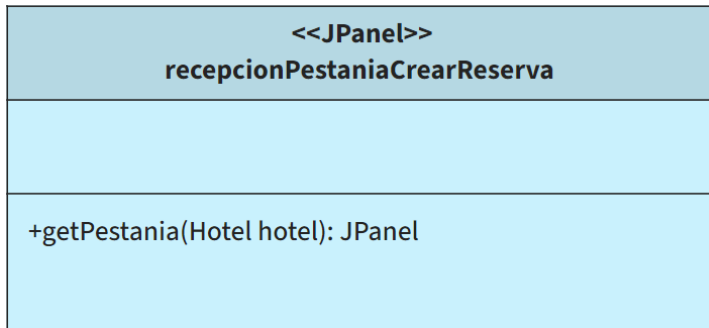 <<JPanel>>
recepcionPestaniaCrearReserva
+getPestania(Hotel hotel): JPanel